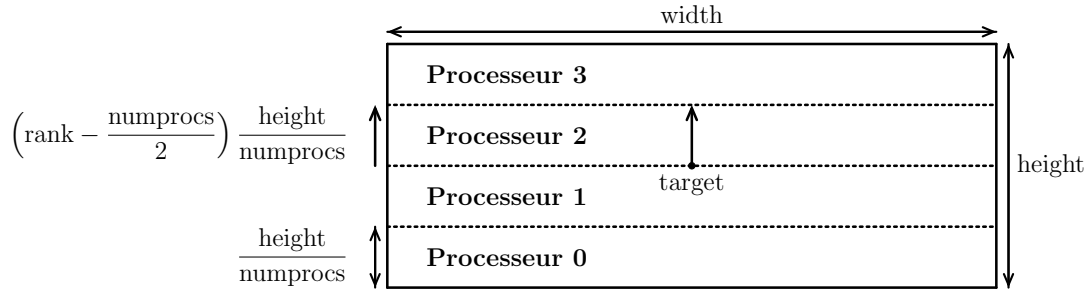 width
Processeur 3
(rank − numprocs/2) height/numprocs
Processeur 2
height
target
Processeur 1
height/numprocs
Processeur 0